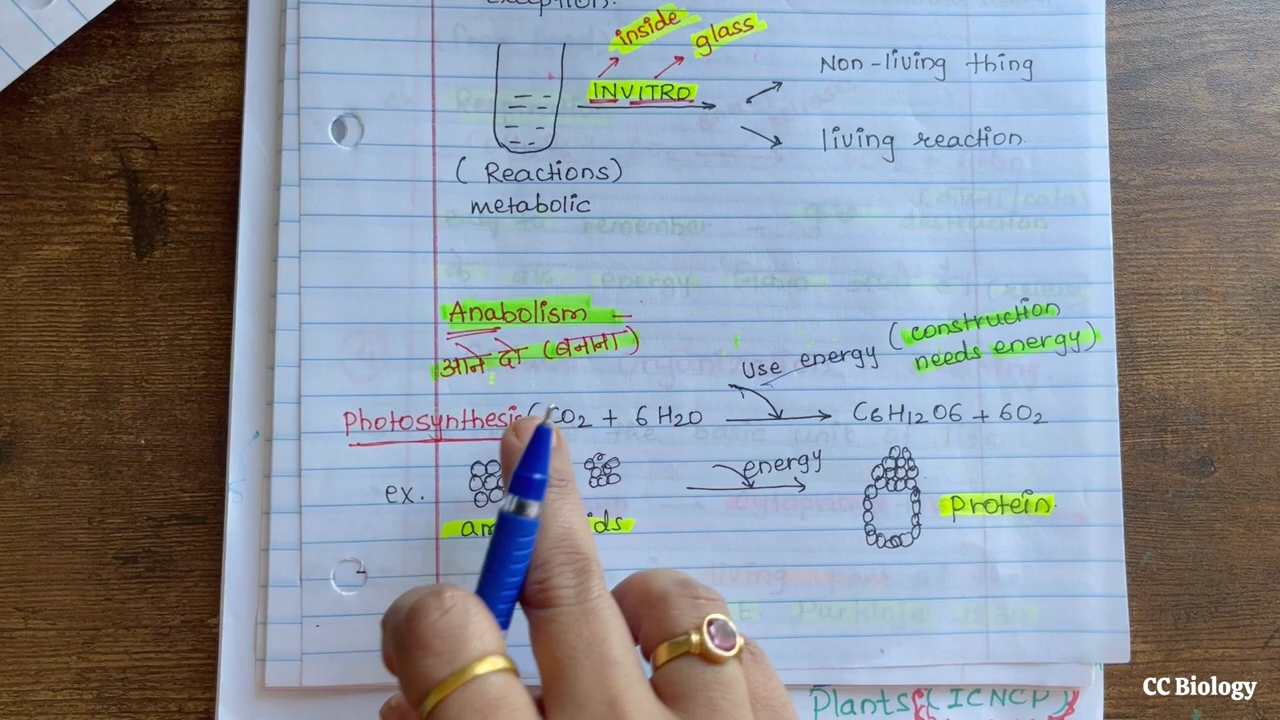 exception.
inside
glass
INVITRO
Non-living thing
living reaction.
(Reactions)
metabolic
Anabolism -
आन दो (बनाना)
Use energy (construction
needs energy)
Photosynthesis
CO2 + 6 H2O
C6H12O6 + 6O2
energy
ex.
Protein
Plants (ICNCP)
CC Biology